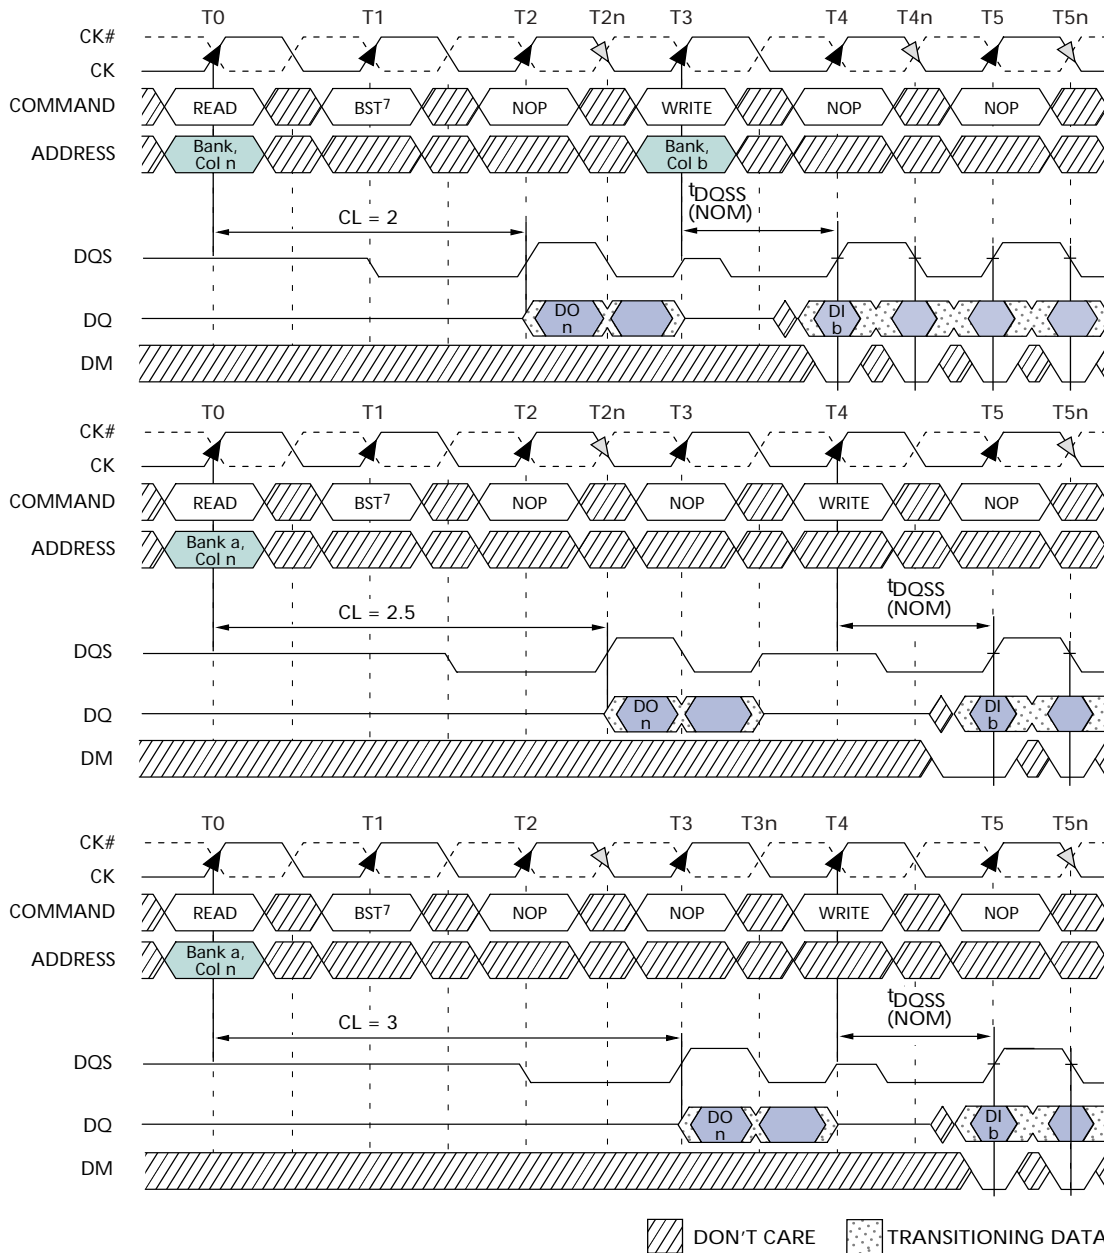 T0 T1 T2 T2n T3 T4 T4n T5 T5n
CK#
CK
COMMAND READ BST7 NOP WRITE NOP NOP
ADDRESS Bank, Col n Bank, Col b
CL = 2 tDQSS (NOM)
DQS
DQ DO n DI b
DM
T0 T1 T2 T2n T3 T4 T5 T5n
CK#
CK
COMMAND READ BST7 NOP NOP WRITE NOP
ADDRESS Bank a, Col n
CL = 2.5 tDQSS (NOM)
DQS
DQ DO n DI b
DM
T0 T1 T2 T3 T3n T4 T5 T5n
CK#
CK
COMMAND READ BST7 NOP NOP WRITE NOP
ADDRESS Bank a, Col n
CL = 3 tDQSS (NOM)
DQS
DQ DO n DI b
DM
DON'T CARE TRANSITIONING DATA